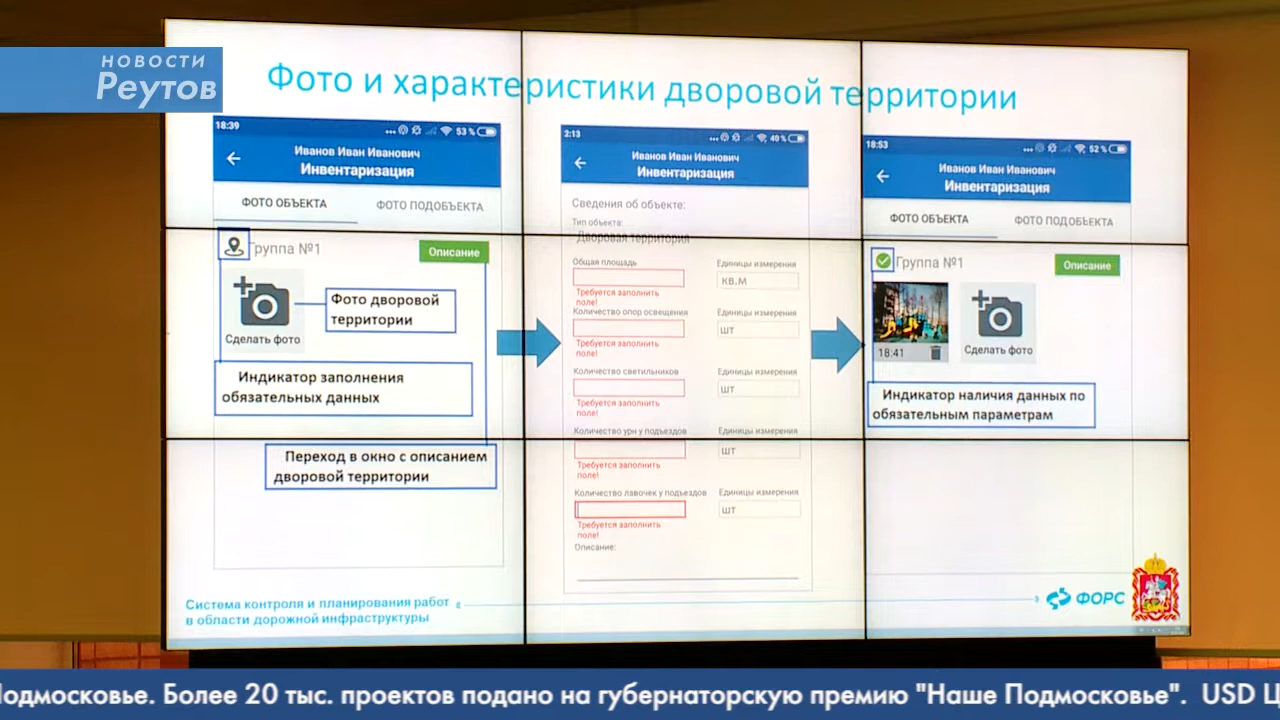 НОВОСТИ
Реутов
Фото и характеристики дворовой территории
18:39
53 %
Иванов Иван Иванович
Инвентаризация
ФОТО ОБЪЕКТА
ФОТО ПОДОБЪЕКТА
Группа №1
Описание
Сделать фото
Фото дворовой
территории
Индикатор заполнения
обязательных данных
Переход в окно с описанием
дворовой территории
2:13
40 %
Иванов Иван Иванович
Инвентаризация
Сведения об объекте:
Тип объекта:
Дворовая территория
Общая площадь
Единицы измерения
кв.м
Требуется заполнить
поле!
Количество опор освещения
Единицы измерения
шт
Требуется заполнить
поле!
Количество светильников
Единицы измерения
шт
Требуется заполнить
поле!
Количество урн у подъездов
Единицы измерения
шт
Требуется заполнить
поле!
Количество лавочек у подъездов
Единицы измерения
шт
Требуется заполнить
поле!
Описание:
18:53
52 %
Иванов Иван Иванович
Инвентаризация
ФОТО ОБЪЕКТА
ФОТО ПОДОБЪЕКТА
Группа №1
Описание
18:41
Сделать фото
Индикатор наличия данных по
обязательным параметрам
Система контроля и планирования работ
в области дорожной инфраструктуры
ФОРС
Подмосковье. Более 20 тыс. проектов подано на губернаторскую премию "Наше Подмосковье". USD Ц